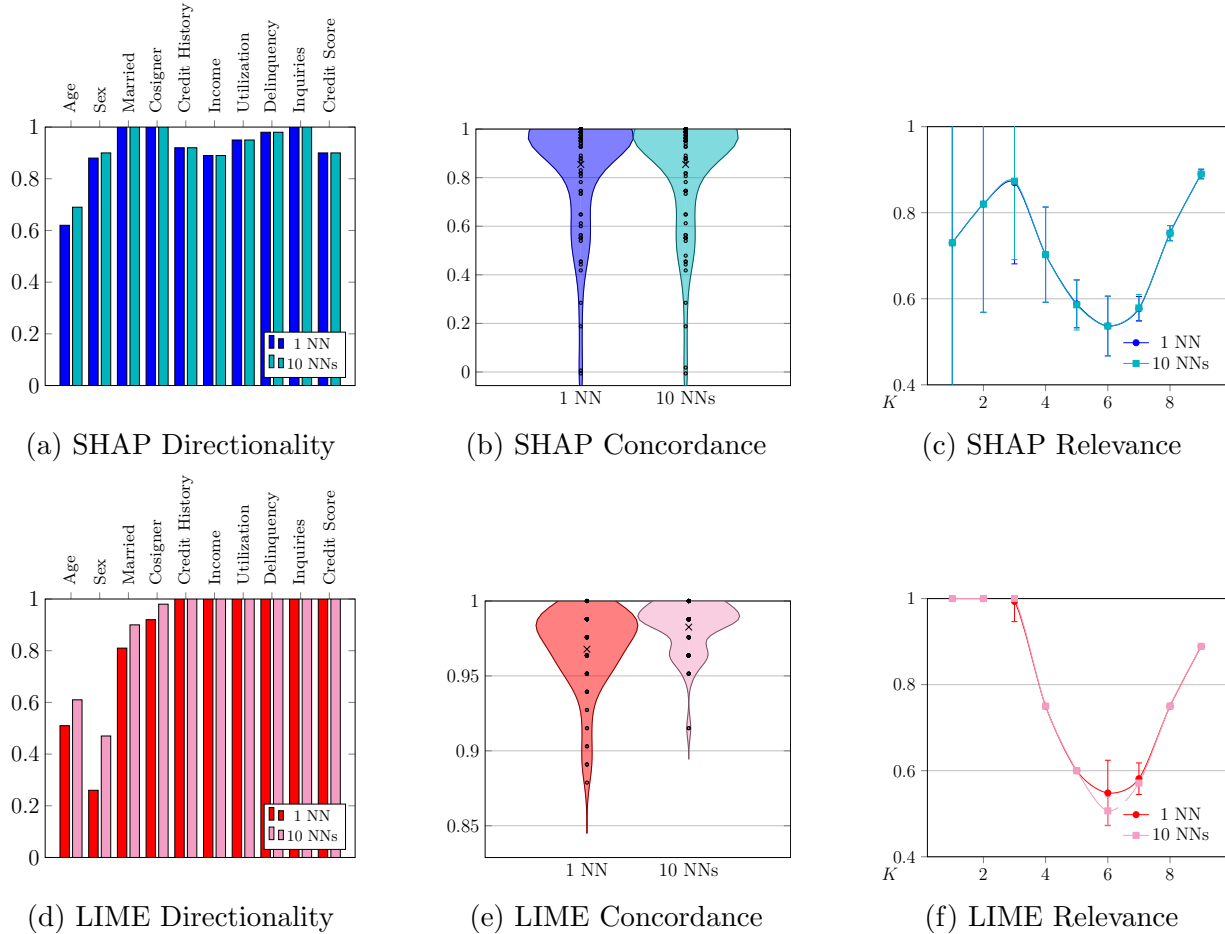 Age
Sex
Married
Cosigner
Credit History
Income
Utilization
Delinquency
Inquiries
Credit Score
1
0.8
0.6
0.4
0.2
0
1 NN
10 NNs
(a) SHAP Directionality
1
0.8
0.6
0.4
0.2
0
1 NN
10 NNs
(b) SHAP Concordance
1
0.8
0.6
0.4
K
2
4
6
8
1 NN
10 NNs
(c) SHAP Relevance
Age
Sex
Married
Cosigner
Credit History
Income
Utilization
Delinquency
Inquiries
Credit Score
1
0.8
0.6
0.4
0.2
0
1 NN
10 NNs
(d) LIME Directionality
1
0.95
0.9
0.85
1 NN
10 NNs
(e) LIME Concordance
1
0.8
0.6
0.4
K
2
4
6
8
1 NN
10 NNs
(f) LIME Relevance